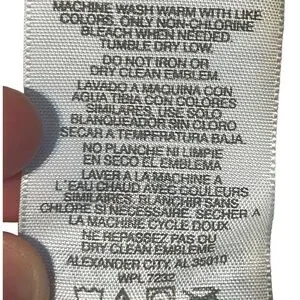 MACHINE WASH WARM WITH LIKE
COLORS. ONLY NON-CHLORINE
BLEACH WHEN NEEDED.
TUMBLE DRY LOW.
DO NOT IRON OR
DRY CLEAN EMBLEM.
LAVADO A MAQUINA CON
AGUA TIBIA CON COLORES
SIMILARES. USE SOLO
BLANQUEADOR SIN CLORO
SECAR A TEMPERATURA BAJA.
NO PLANCHE NI LIMPIE
EN SECO EL EMBLEMA
LAVER A LA MACHINE A
L'EAU CHAUD AVEC COULEURS
SIMILAIRES, BLANCHIR SANS
CHLORE SI NECESSAIRE. SECHER A
LA MACHINE CYCLE DOUX.
NE REPASSEZ PAS OU
DRY CLEAN EMBLEM
ALEXANDER CITY, AL 35010
WPL 7232